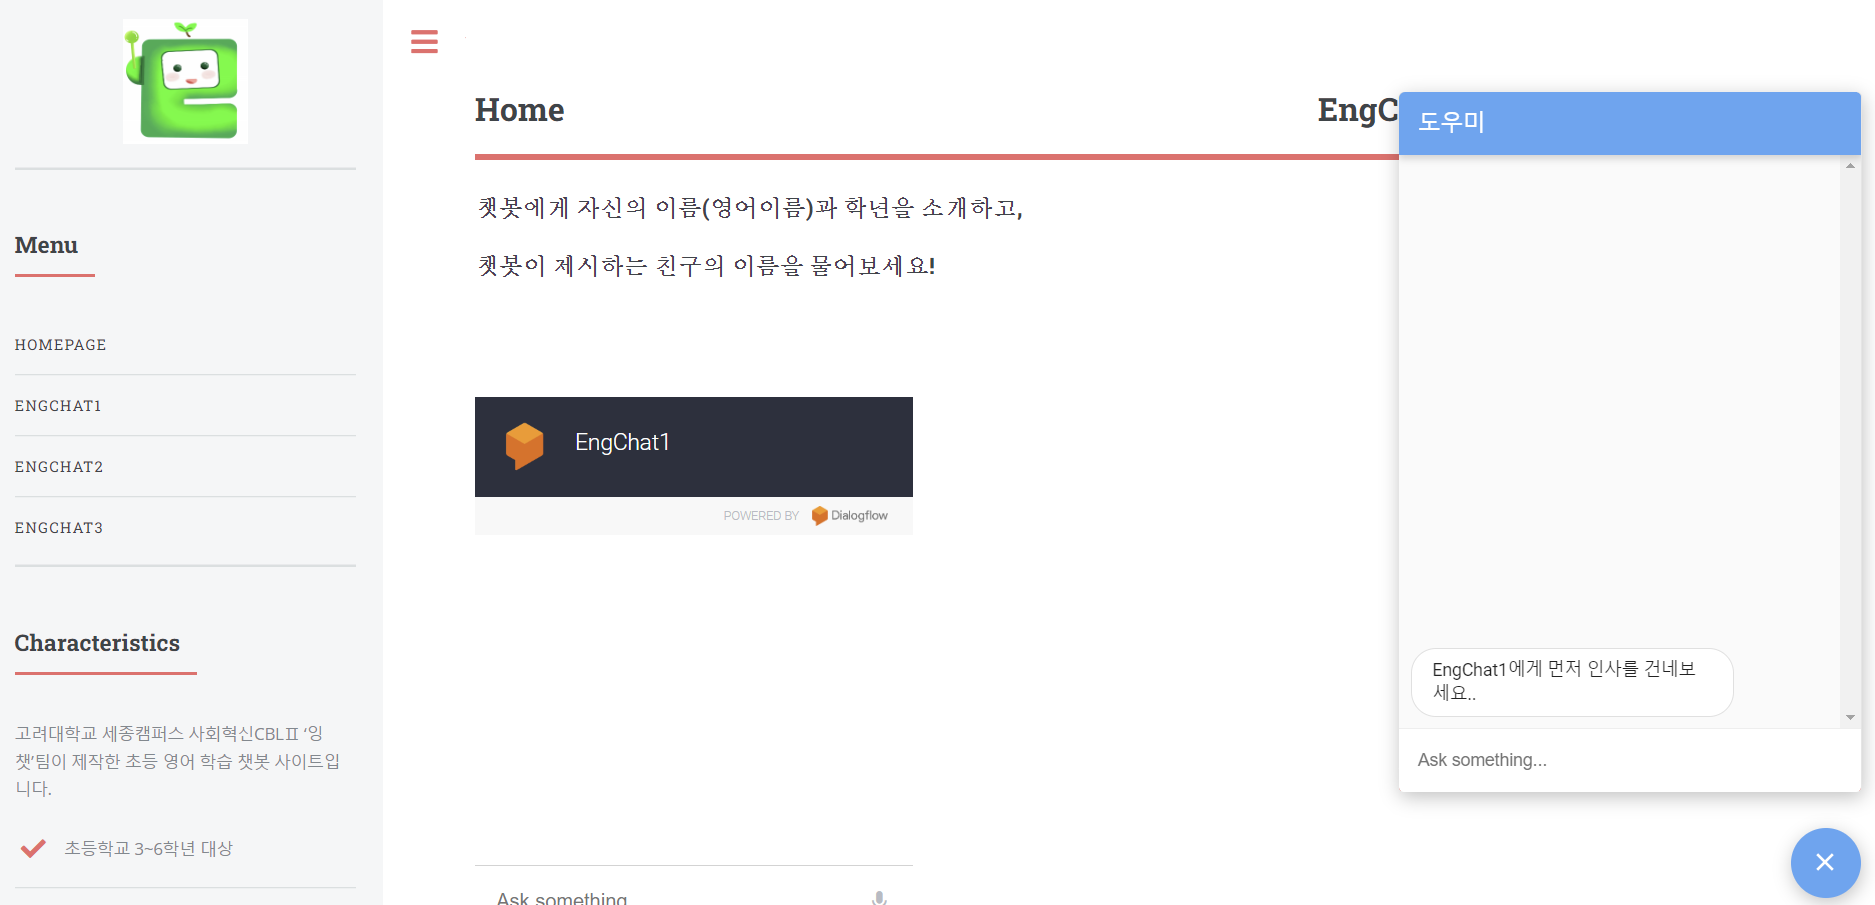 Menu
HOMEPAGE
ENGCHAT1
ENGCHAT2
ENGCHAT3
Characteristics
고려대학교 세종캠퍼스 사회혁신CBLⅡ ‘잉
챗’팀이 제작한 초등 영어 학습 챗봇 사이트입
니다.
초등학교 3~6학년 대상
Home
EngC
챗봇에게 자신의 이름(영어이름)과 학년을 소개하고,
챗봇이 제시하는 친구의 이름을 물어보세요!
EngChat1
POWERED BY Dialogflow
Ask something
도우미
EngChat1에게 먼저 인사를 건네보
세요..
Ask something...